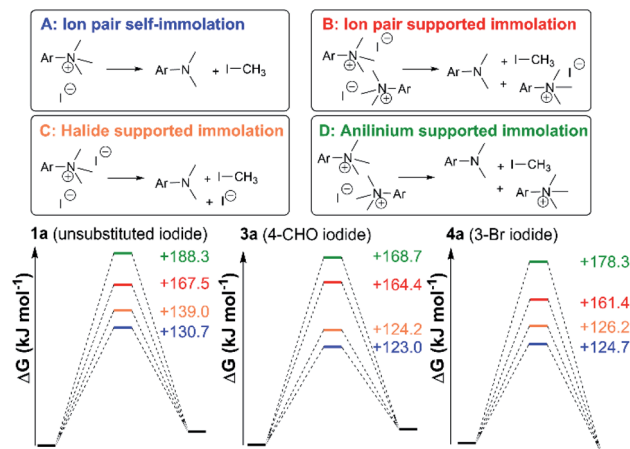 A: Ion pair self-immolation
Ar-N ⊕ I⊖ Ar-N + I-CH3
B: Ion pair supported immolation
Ar-N ⊕ I⊖ I⊖ N-Ar ⊕ Ar-N + I-CH3 I⊖ + Ar-N ⊕
C: Halide supported immolation
Ar-N ⊕ I⊖ I⊖ Ar-N + I-CH3 + I⊖
D: Anilinium supported immolation
Ar-N ⊕ I⊖ N-Ar ⊕ Ar-N + I-CH3 + Ar-N ⊕
1a (unsubstituted iodide)
ΔG (kJ mol-1)
+188.3
+167.5
+139.0
+130.7
3a (4-CHO iodide)
ΔG (kJ mol-1)
+168.7
+164.4
+124.2
+123.0
4a (3-Br iodide)
ΔG (kJ mol-1)
+178.3
+161.4
+126.2
+124.7